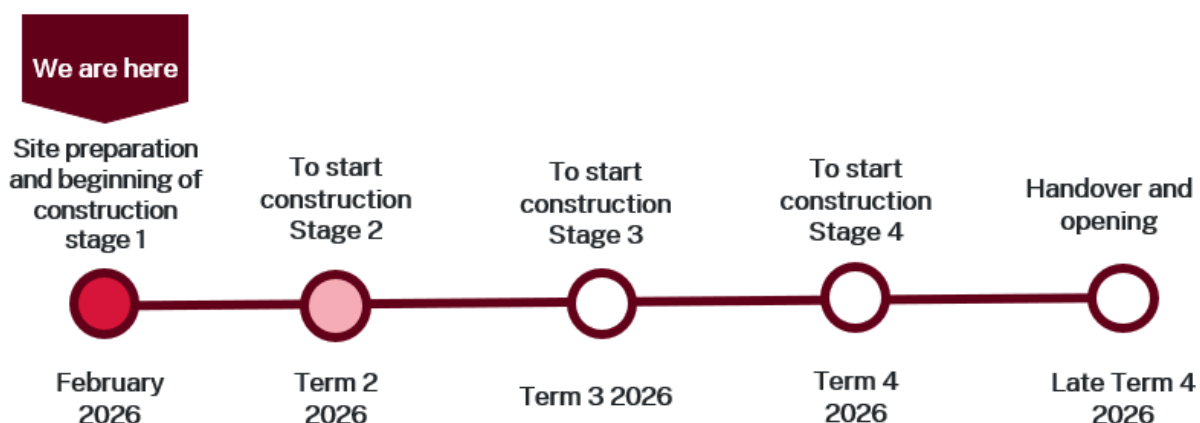 We are here
Site preparation
and beginning of
construction
stage 1
To start
construction
Stage 2
To start
construction
Stage 3
To start
construction
Stage 4
Handover and
opening
February
2026
Term 2
2026
Term 3 2026
Term 4
2026
Late Term 4
2026